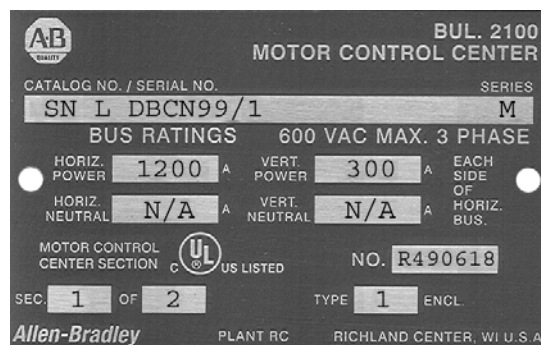 A-B
QUALITY
BUL. 2100
MOTOR CONTROL CENTER
CATALOG NO. / SERIAL NO. SERIES
SN L DBCN99/1 M
BUS RATINGS 600 VAC MAX. 3 PHASE
HORIZ. POWER 1200 A VERT. POWER 300 A EACH SIDE OF HORIZ. BUS.
HORIZ. NEUTRAL N/A A VERT. NEUTRAL N/A A
MOTOR CONTROL CENTER SECTION C UL ® US LISTED NO. R490618
SEC. 1 OF 2 TYPE 1 ENCL.
Allen-Bradley PLANT RC RICHLAND CENTER, WI U.S.A